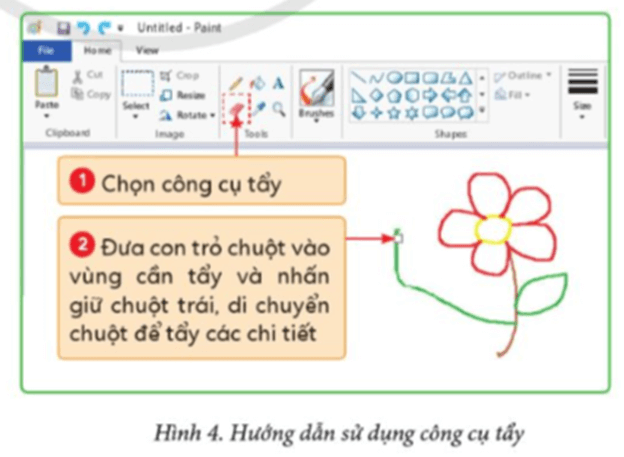 Untitled - Paint
File Home View
Paste
Cut
Copy
Clipboard
Select
Crop
Resize
Rotate
Image
A
Tools
Brushes
Shapes
Outline
Fill
Size
1 Chọn công cụ tẩy
2 Đưa con trỏ chuột vào
vùng cần tẩy và nhấn
giữ chuột trái, di chuyển
chuột để tẩy các chi tiết
Hình 4. Hướng dẫn sử dụng công cụ tẩy